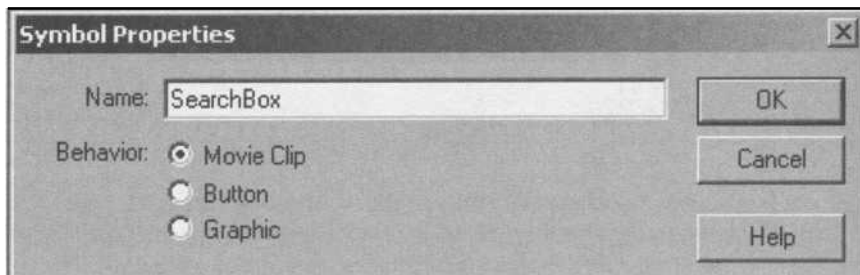 Symbol Properties
Name: SearchBox
OK
Behavior: Movie Clip
Cancel
Button
Graphic
Help